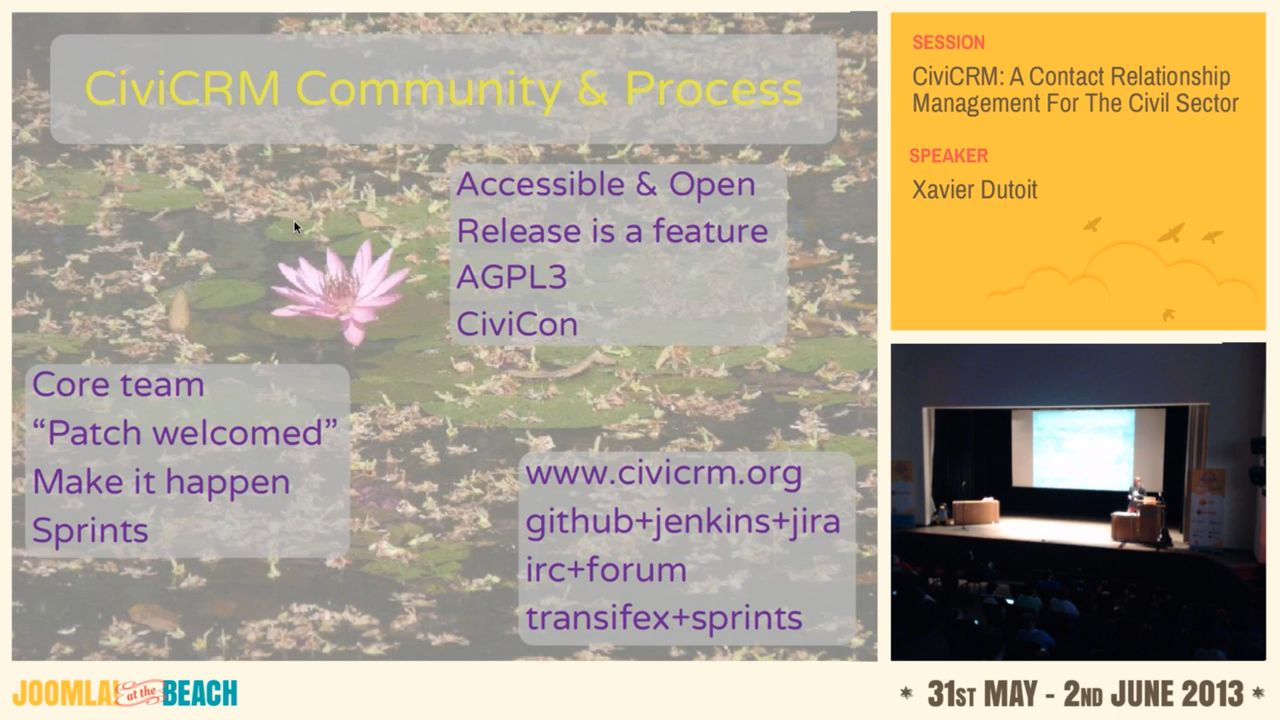 CiviCRM Community & Process
Accessible & Open
Release is a feature
AGPL3
CiviCon
Core team
“Patch welcomed”
Make it happen
Sprints
www.civicrm.org
github+jenkins+jira
irc+forum
transifex+sprints
SESSION
CiviCRM: A Contact Relationship
Management For The Civil Sector
SPEAKER
Xavier Dutoit
JOOMLA! at the BEACH
* 31ST MAY - 2ND JUNE 2013 *